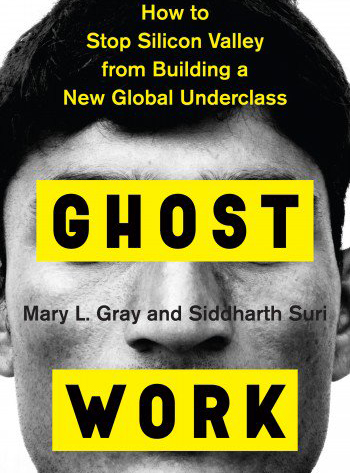 How to
Stop Silicon Valley
from Building a
New Global Underclass
GHOST
Mary L. Gray and Siddharth Suri
WORK